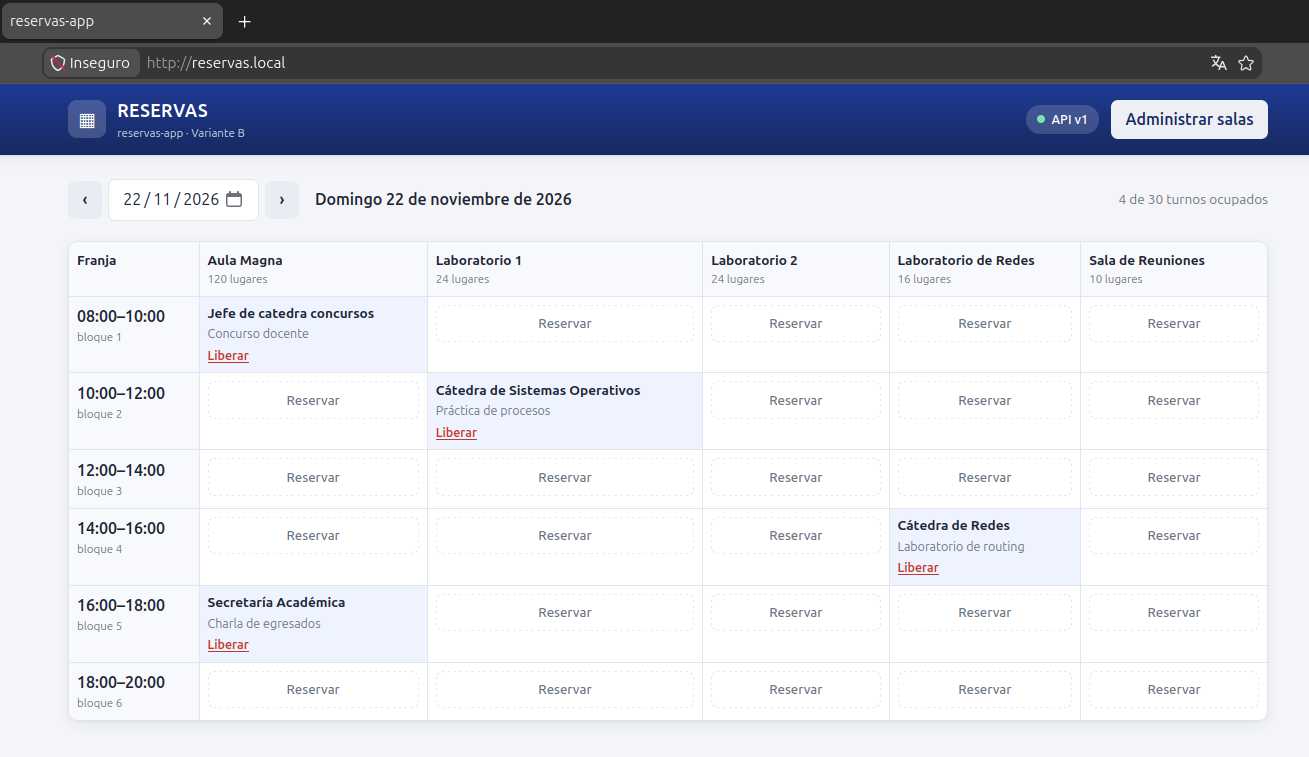 reservas-app
Inseguro http://reservas.local
RESERVAS
reservas-app · Variante B
API v1
Administrar salas
22/11/2026
Domingo 22 de noviembre de 2026
4 de 30 turnos ocupados
Franja
Aula Magna
120 lugares
Laboratorio 1
24 lugares
Laboratorio 2
24 lugares
Laboratorio de Redes
16 lugares
Sala de Reuniones
10 lugares
08:00–10:00
bloque 1
Jefe de catedra concursos
Concurso docente
Liberar
Reservar
Reservar
Reservar
Reservar
10:00–12:00
bloque 2
Reservar
Cátedra de Sistemas Operativos
Práctica de procesos
Liberar
Reservar
Reservar
Reservar
12:00–14:00
bloque 3
Reservar
Reservar
Reservar
Reservar
Reservar
14:00–16:00
bloque 4
Reservar
Reservar
Reservar
Cátedra de Redes
Laboratorio de routing
Liberar
Reservar
16:00–18:00
bloque 5
Secretaría Académica
Charla de egresados
Liberar
Reservar
Reservar
Reservar
Reservar
18:00–20:00
bloque 6
Reservar
Reservar
Reservar
Reservar
Reservar